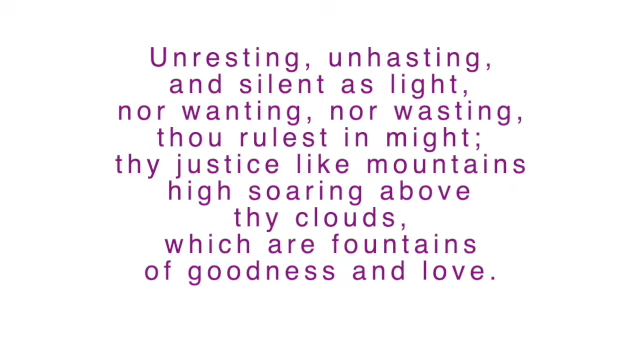 Unresting, unhasting,
and silent as light,
nor wanting, nor wasting,
thou rulest in might;
thy justice like mountains
high soaring above
thy clouds,
which are fountains
of goodness and love.